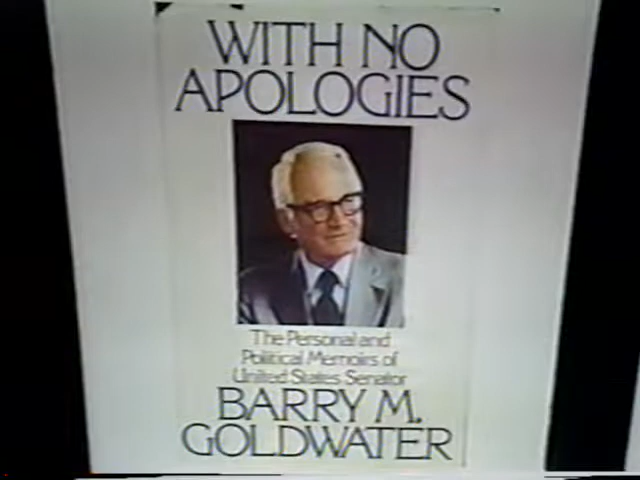 WITH NO
APOLOGIES
The Personal and
Political Memoirs of
United States Senator
BARRY M.
GOLDWATER